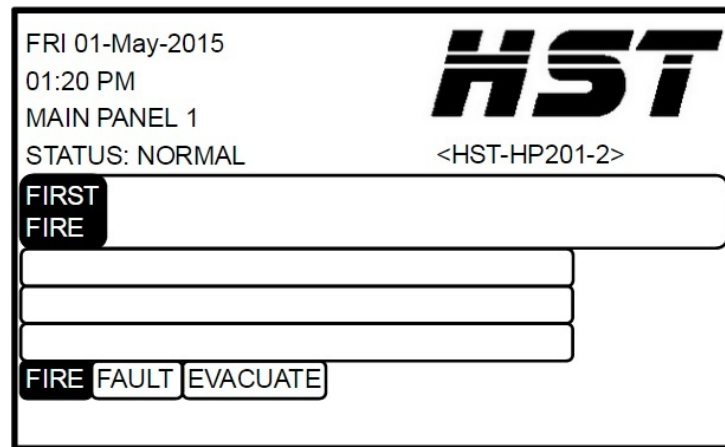 FRI 01-May-2015
01:20 PM
MAIN PANEL 1
STATUS: NORMAL
HST
<HST-HP201-2>
FIRST
FIRE
FIRE FAULT EVACUATE